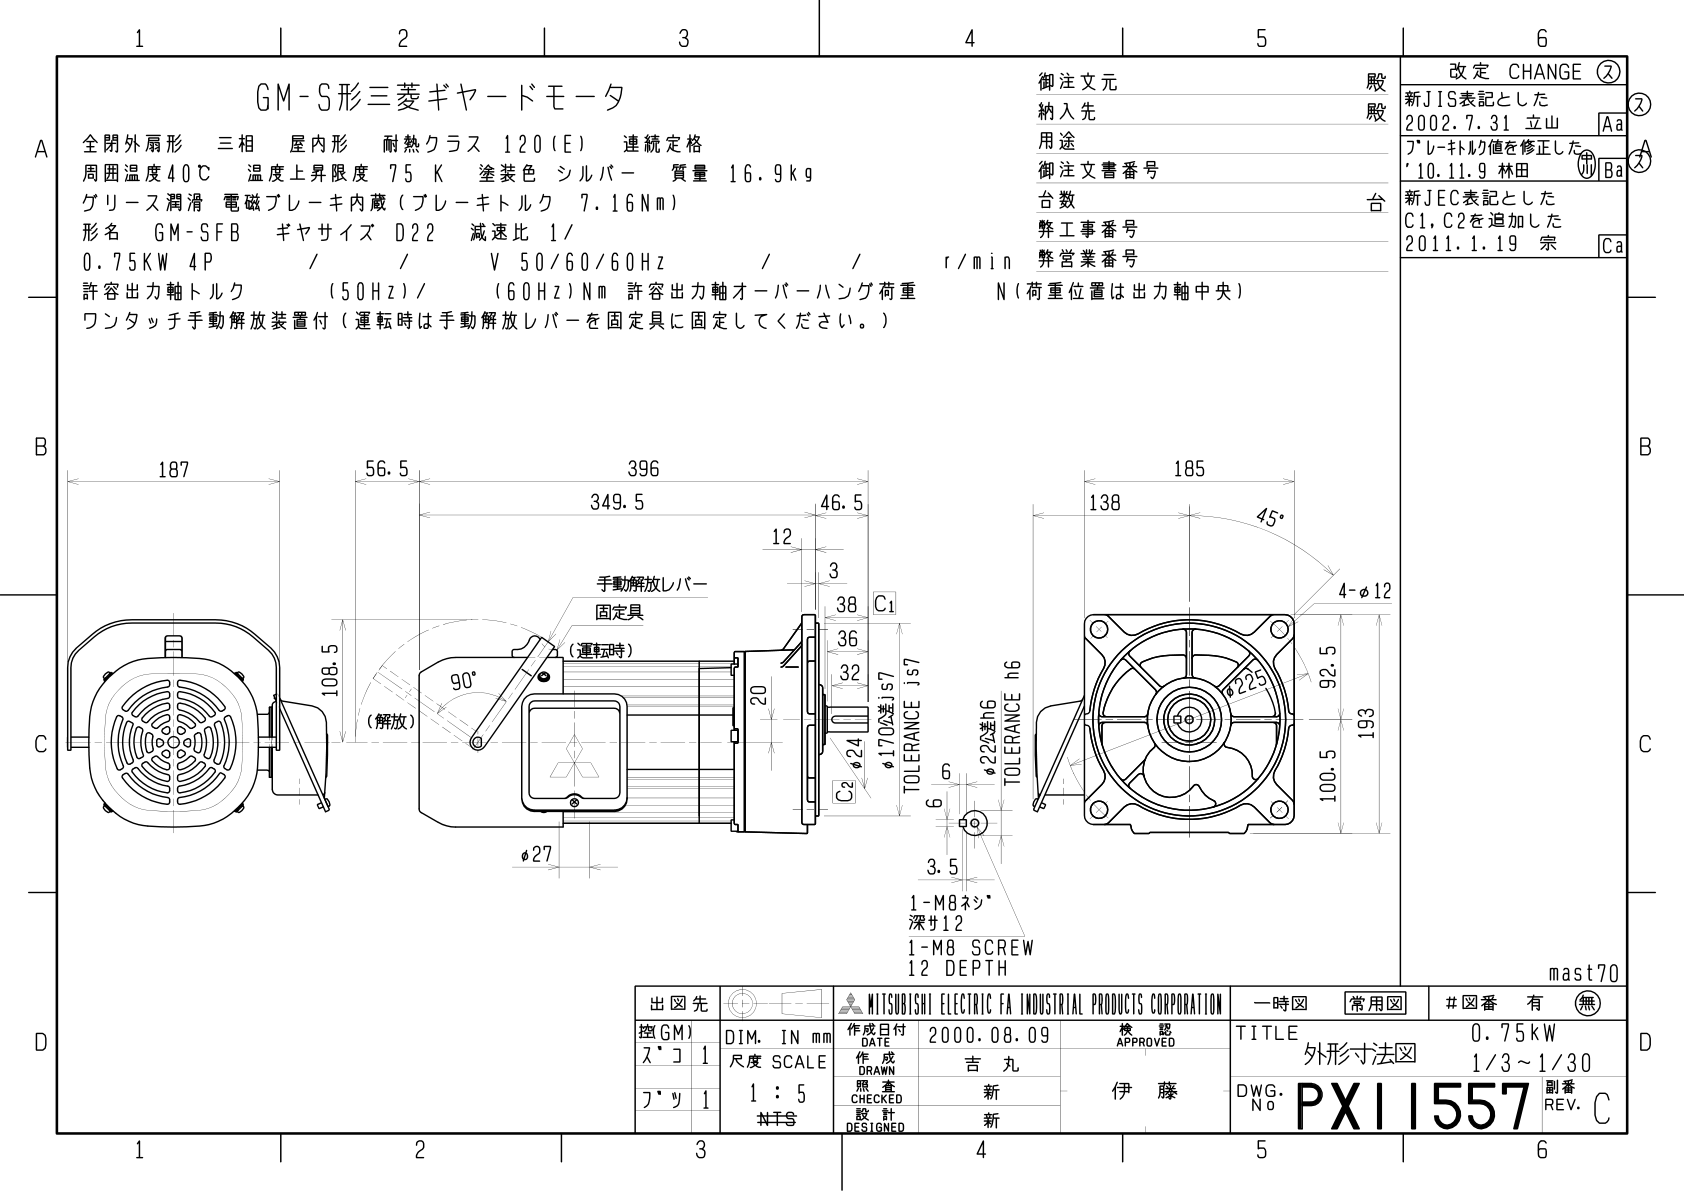 1 2 3 4 5 6
A
B
C
D
GM-S形三菱ギヤードモータ
全閉外扇形 三相 屋内形 耐熱クラス 120(E) 連続定格
周囲温度40℃ 温度上昇限度 75 K 塗装色 シルバー 質量 16.9kg
グリース潤滑 電磁ブレーキ内蔵(ブレーキトルク 7.16Nm)
形名 GM-SFB ギヤサイズ D22 減速比 1/
0.75KW 4P / / V 50/60/60Hz / / r/min
許容出力軸トルク (50Hz)/ (60Hz)Nm 許容出力軸オーバーハング荷重 N(荷重位置は出力軸中央)
ワンタッチ手動解放装置付(運転時は手動解放レバーを固定具に固定してください。)
御注文元 殿
納入先 殿
用途
御注文書番号
台数 台
弊工事番号
弊営業番号
改定 CHANGE ス
新JIS表記とした ス
2002.7.31 立山 Aa
ブレーキトルク値を修正した A
'10.11.9 林田 中川 Ba ス
新JEC表記とした
C1,C2を追加した
2011.1.19 宗 Ca
B
C
D
187
56.5
396
349.5
46.5
12
3
38 C1
36
32
手動解放レバー
固定具
(運転時)
108.5
90°
(解放)
20
φ24
C2
φ170公差js7
TOLERANCE js7
φ27
φ22公差h6
TOLERANCE h6
6
6
3.5
1-M8ネジ
深サ12
1-M8 SCREW
12 DEPTH
185
138
45°
4-φ12
φ225
92.5
193
100.5
mast70
出図先
控(GM)
スﾞコ 1
フﾞツ 1
DIM. IN mm
尺度 SCALE
1 : 5
NTS
MITSUBISHI ELECTRIC FA INDUSTRIAL PRODUCTS CORPORATION
作成日付 DATE 2000.08.09
検 認 APPROVED
作 成 DRAWN 吉 丸
照 査 CHECKED 新
設 計 DESIGNED 新
伊 藤
一時図 常用図 #図番 有 無
TITLE 外形寸法図
0.75kW
1/3~1/30
DWG. No PX11557
副番 REV. C
1 2 3 4 5 6